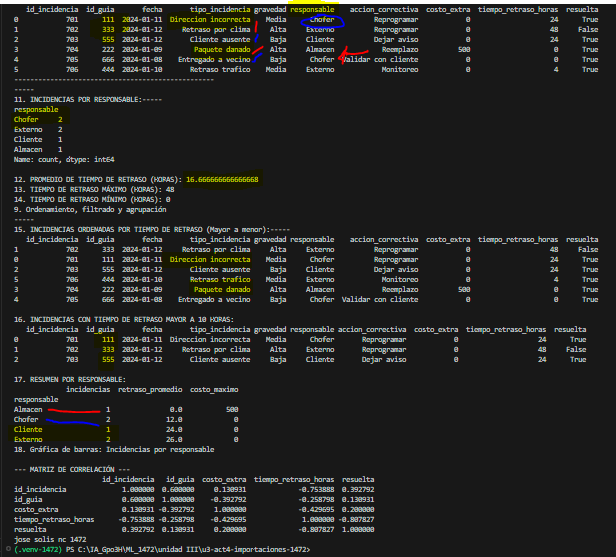 id_incidencia id_guia fecha tipo_incidencia gravedad responsable accion_correctiva costo_extra tiempo_retraso_horas resuelta
0 701 111 2024-01-11 Direccion incorrecta Media Chofer Reprogramar 0 24 True
1 702 333 2024-01-12 Retraso por clima Alta Externo Reprogramar 0 48 False
2 703 555 2024-01-12 Cliente ausente Baja Cliente Dejar aviso 0 24 True
3 704 222 2024-01-09 Paquete danado Alta Almacen Reemplazo 500 0 True
4 705 666 2024-01-08 Entregado a vecino Baja Chofer Validar con cliente 0 0 True
5 706 444 2024-01-10 Retraso trafico Media Externo Monitoreo 0 4 True
--------------------------------------------------
-----
11. INCIDENCIAS POR RESPONSABLE:-----
responsable
Chofer 2
Externo 2
Cliente 1
Almacen 1
Name: count, dtype: int64
12. PROMEDIO DE TIEMPO DE RETRASO (HORAS): 16.666666666666668
13. TIEMPO DE RETRASO MÁXIMO (HORAS): 48
14. TIEMPO DE RETRASO MÍNIMO (HORAS): 0
9. Ordenamiento, filtrado y agrupación
-----
15. INCIDENCIAS ORDENADAS POR TIEMPO DE RETRASO (Mayor a menor):-----
id_incidencia id_guia fecha tipo_incidencia gravedad responsable accion_correctiva costo_extra tiempo_retraso_horas resuelta
1 702 333 2024-01-12 Retraso por clima Alta Externo Reprogramar 0 48 False
0 701 111 2024-01-11 Direccion incorrecta Media Chofer Reprogramar 0 24 True
2 703 555 2024-01-12 Cliente ausente Baja Cliente Dejar aviso 0 24 True
5 706 444 2024-01-10 Retraso trafico Media Externo Monitoreo 0 4 True
3 704 222 2024-01-09 Paquete danado Alta Almacen Reemplazo 500 0 True
4 705 666 2024-01-08 Entregado a vecino Baja Chofer Validar con cliente 0 0 True
16. INCIDENCIAS CON TIEMPO DE RETRASO MAYOR A 10 HORAS:
id_incidencia id_guia fecha tipo_incidencia gravedad responsable accion_correctiva costo_extra tiempo_retraso_horas resuelta
0 701 111 2024-01-11 Direccion incorrecta Media Chofer Reprogramar 0 24 True
1 702 333 2024-01-12 Retraso por clima Alta Externo Reprogramar 0 48 False
2 703 555 2024-01-12 Cliente ausente Baja Cliente Dejar aviso 0 24 True
17. RESUMEN POR RESPONSABLE:
incidencias retraso_promedio costo_maximo
responsable
Almacen 1 0.0 500
Chofer 2 12.0 0
Cliente 1 24.0 0
Externo 2 26.0 0
18. Gráfica de barras: Incidencias por responsable
--- MATRIZ DE CORRELACIÓN ---
id_incidencia id_guia costo_extra tiempo_retraso_horas resuelta
id_incidencia 1.000000 0.600000 0.130931 -0.753888 0.392792
id_guia 0.600000 1.000000 -0.392792 -0.258798 0.130931
costo_extra 0.130931 -0.392792 1.000000 -0.429695 0.200000
tiempo_retraso_horas -0.753888 -0.258798 -0.429695 1.000000 -0.807827
resuelta 0.392792 0.130931 0.200000 -0.807827 1.000000
jose solis nc 1472
(.venv-1472) PS C:\IA_Gpo3H\ML_1472\unidad III\u3-act4-importaciones-1472>